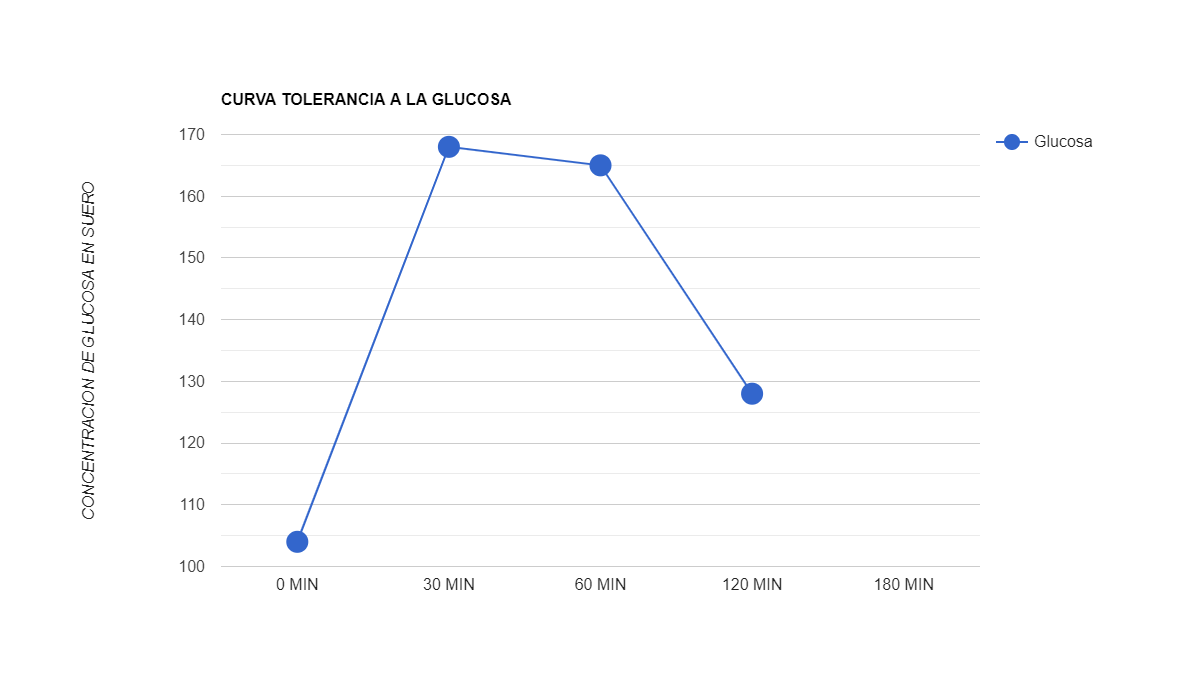 CURVA TOLERANCIA A LA GLUCOSA
Glucosa
CONCENTRACION DE GLUCOSA EN SUERO
170
160
150
140
130
120
110
100
0 MIN
30 MIN
60 MIN
120 MIN
180 MIN